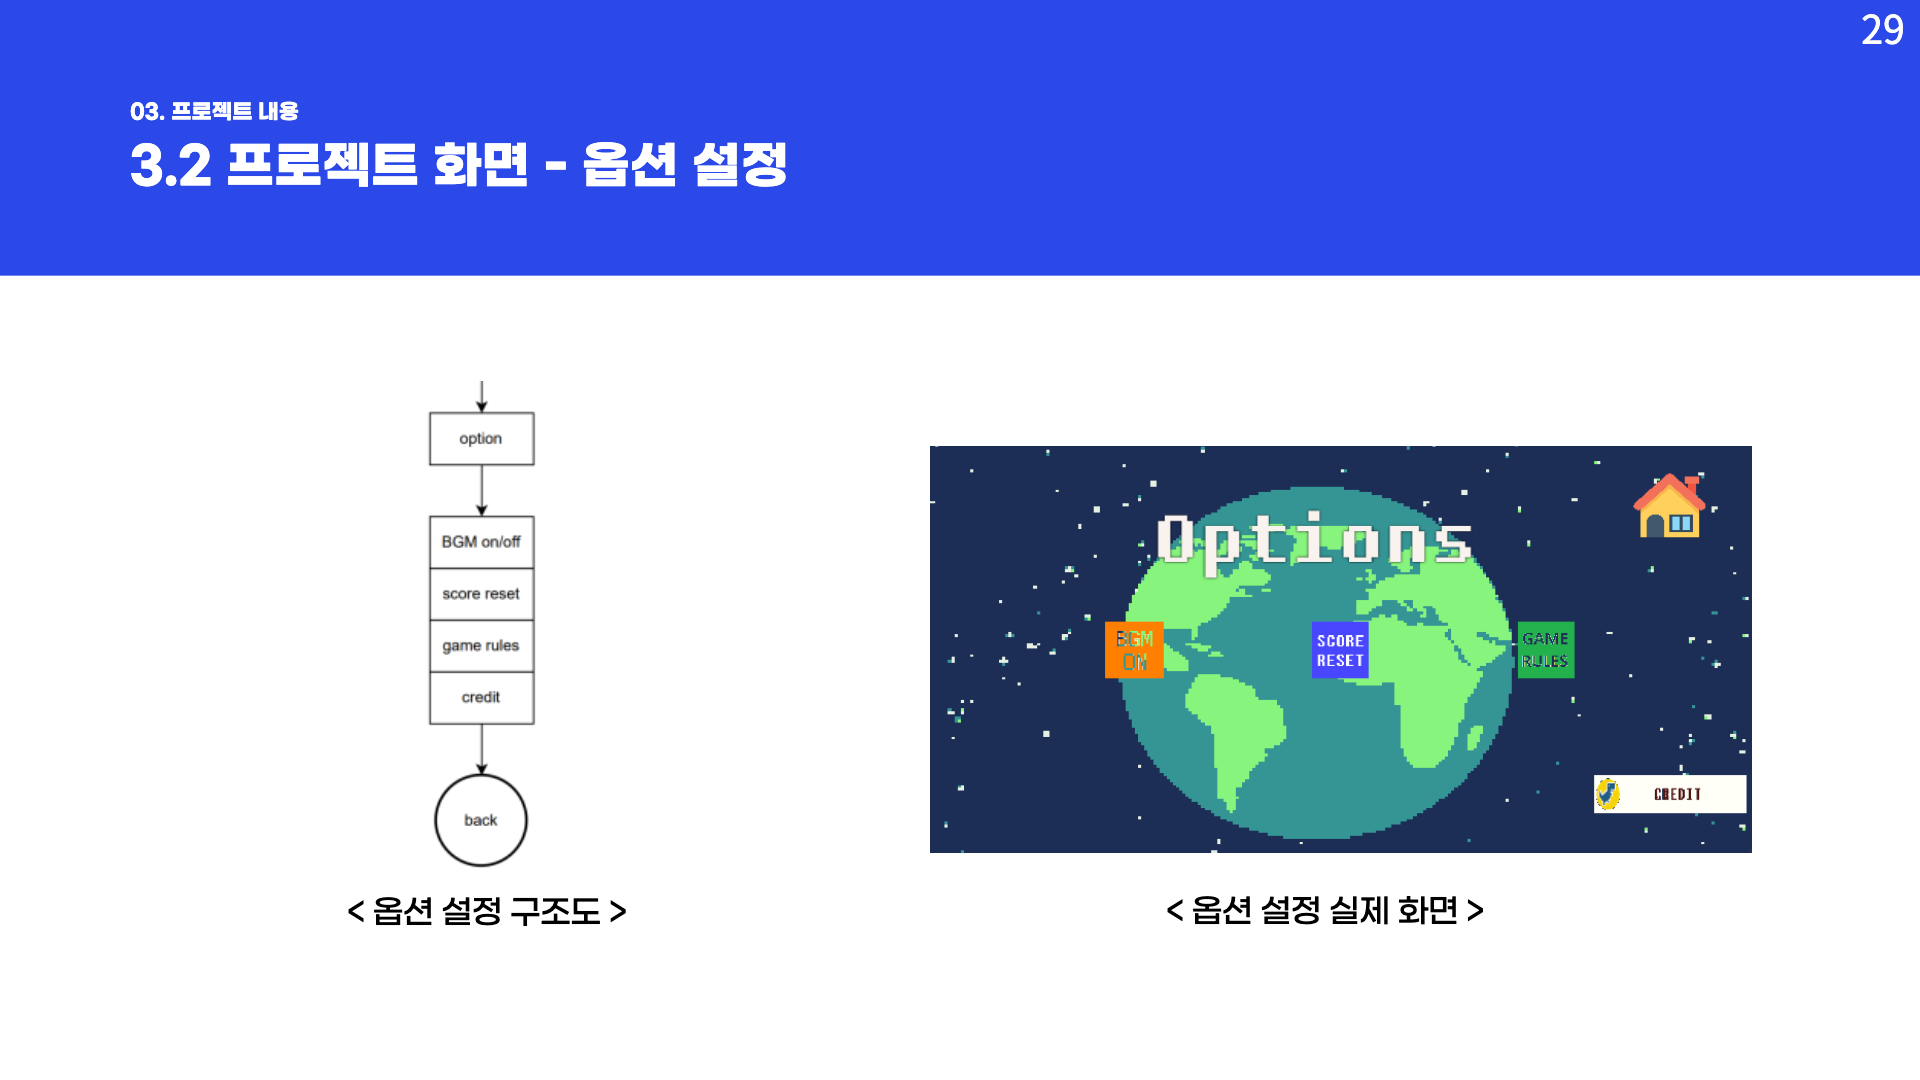 29
03. 프로젝트 내용
3.2 프로젝트 화면 - 옵션 설정
option
BGM on/off
score reset
game rules
credit
back
< 옵션 설정 구조도 >
Options
BGM
ON
SCORE
RESET
GAME
RULES
CREDIT
< 옵션 설정 실제 화면 >